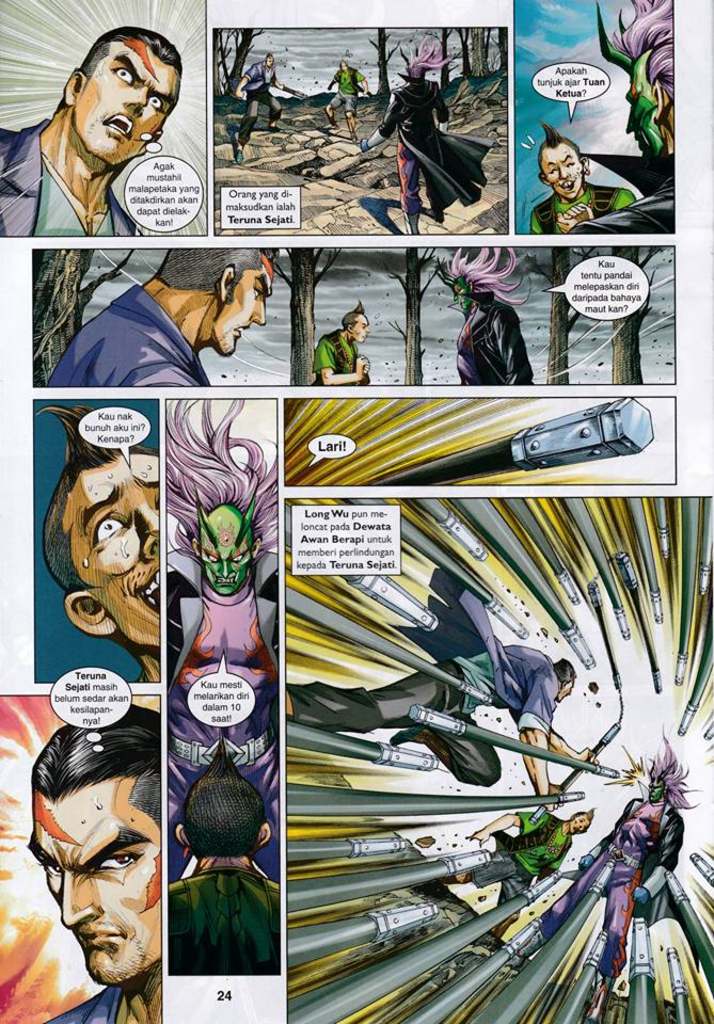 Agak
mustahil
malapetaka yang
dapat dielak-
kan!
Orang yang di-
maksudkan ialah
Teruna Sejati.
Apakah
tunjuk ajar Tuan
Ketua?
Kau
tentu pandai
melepaskan diri
daripada bahaya
maut kan?
Kau nak
bunuh aku ini?
Kenapa?
Kau mesti
melarikan diri
dalam 10
saat!
Teruna
Sejati masih
belum sedar akan
kesilapan-
nya!
Lari!
Long Wu pun me-
loncat pada Dewata
Awan Berapi untuk
memberi perlindungan
kepada Teruna Sejati.
24